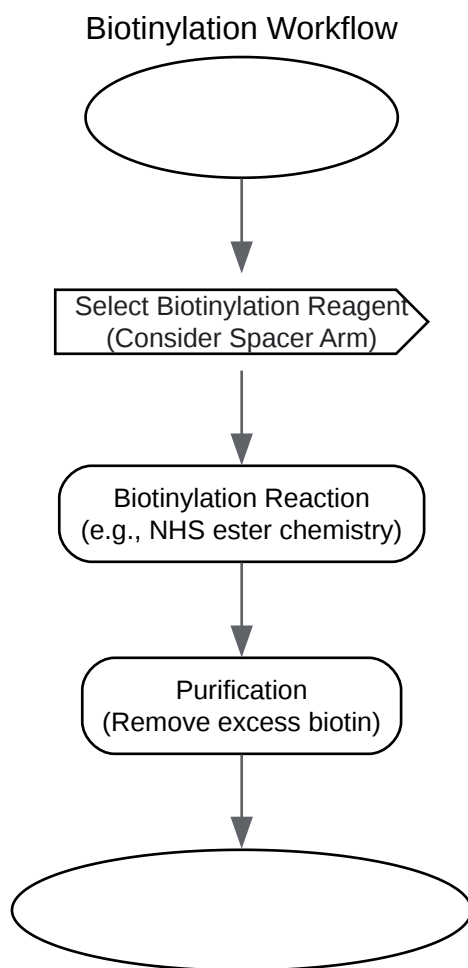 Biotinylation Workflow
Select Biotinylation Reagent
(Consider Spacer Arm)
Biotinylation Reaction
(e.g., NHS ester chemistry)
Purification
(Remove excess biotin)